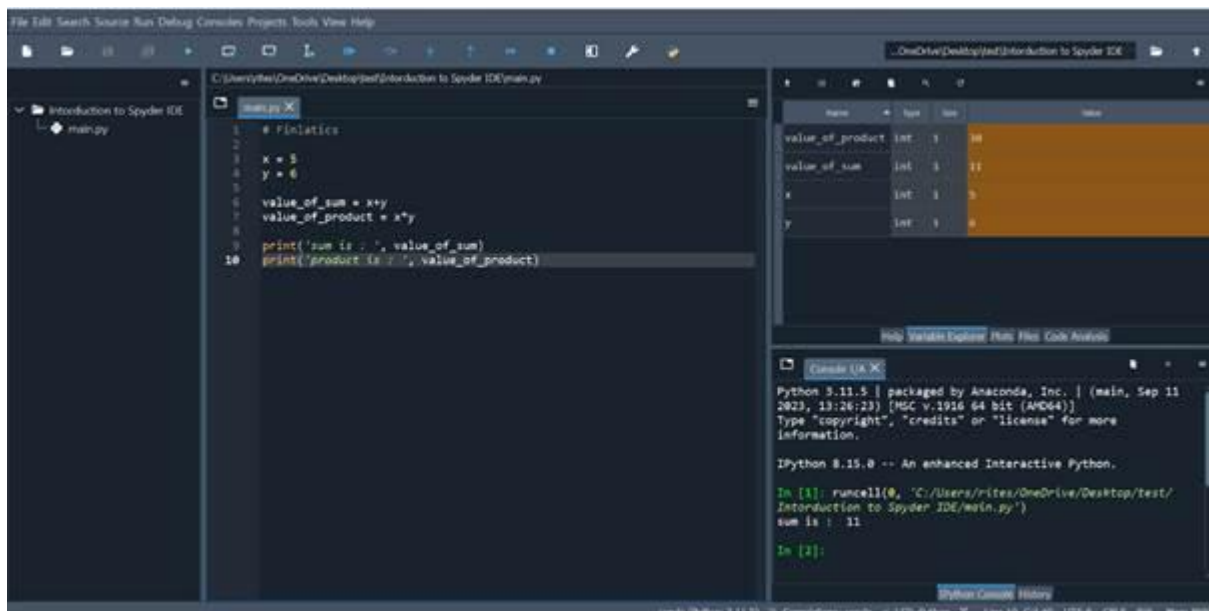 File Edit Search Source Run Debug Consoles Projects Tools View Help
...OneDrive\Desktop\test\Intorduction to Spyder IDE
C:\Users\rites\OneDrive\Desktop\test\Intorduction to Spyder IDE\main.py
Intorduction to Spyder IDE
main.py
main.py X
1 # Finlatics
2
3 x = 5
4 y = 6
5
6 value_of_sum = x+y
7 value_of_product = x*y
8
9 print('sum is : ', value_of_sum)
10 print('product is : ', value_of_product)
Name Type Size Value
value_of_product int 1 30
value_of_sum int 1 11
x int 1 5
y int 1 6
Help Variable Explorer Plots Files Code Analysis
Console 1/A X
Python 3.11.5 | packaged by Anaconda, Inc. | (main, Sep 11
2023, 13:26:23) [MSC v.1916 64 bit (AMD64)]
Type "copyright", "credits" or "license" for more
information.
IPython 8.15.0 -- An enhanced Interactive Python.
In [1]: runcell(0, 'C:/Users/rites/OneDrive/Desktop/test/
Intorduction to Spyder IDE/main.py')
sum is : 11
In [2]:
IPython Console History